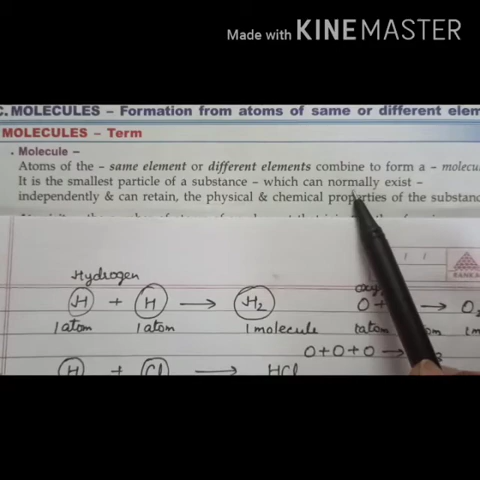 Made with KINEMASTER
C. MOLECULES – Formation from atoms of same or different elem
MOLECULES – Term
. Molecule –
Atoms of the - same element or different elements combine to form a - molecu
It is the smallest particle of a substance - which can normally exist -
independently & can retain, the physical & chemical properties of the substanc
Hydrogen
H + H → H2
1 atom 1 atom 1 molecule
O + → O2
1 atom
O+O+O →
H + Cl → HCl